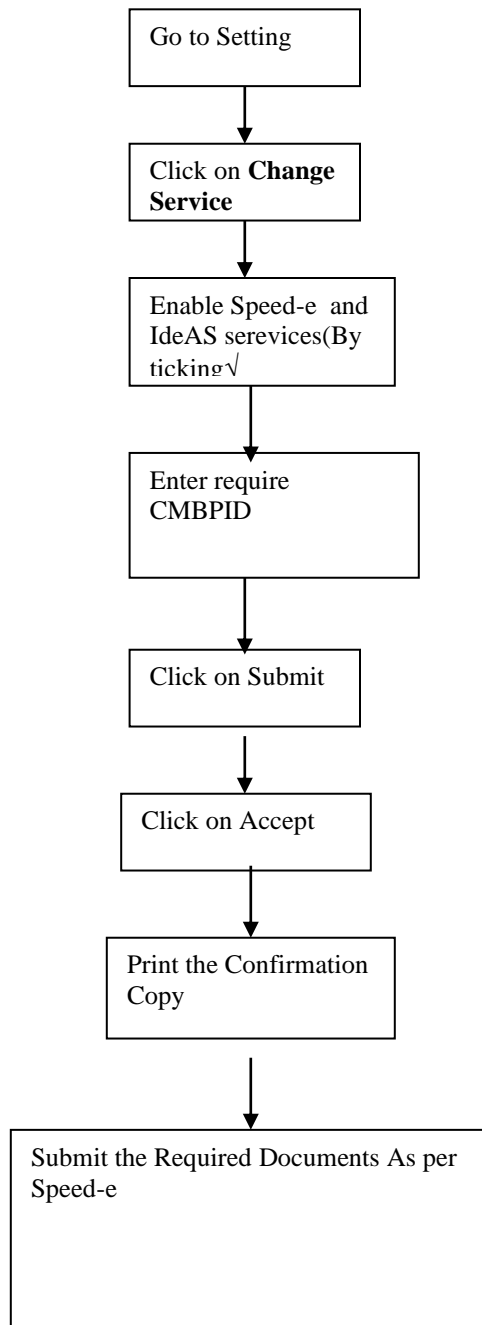 Go to Setting
Click on Change
Service
Enable Speed-e and
IdeAS serevices(By
ticking√
Enter require
CMBPID
Click on Submit
Click on Accept
Print the Confirmation
Copy
Submit the Required Documents As per
Speed-e